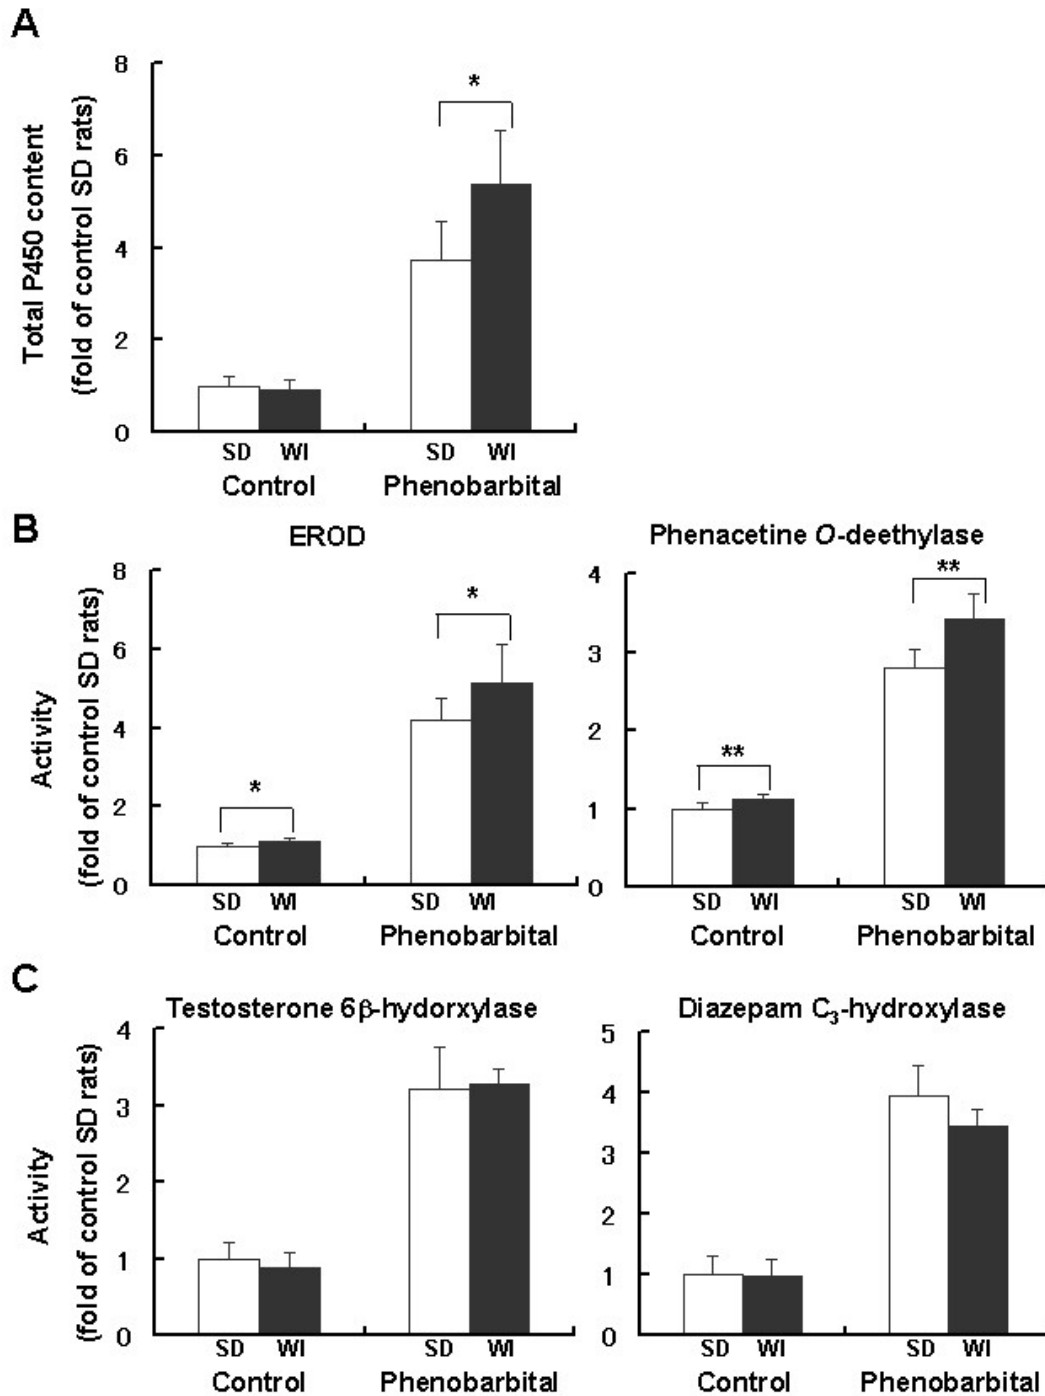 A
Total P450 content
(fold of control SD rats)
8
*
6
4
2
0
SD WI SD WI
Control Phenobarbital
B
EROD
Activity
(fold of control SD rats)
8
*
6
4
*
2
0
SD WI SD WI
Control Phenobarbital
Phenacetine O-deethylase
4
**
3
2
**
1
0
SD WI SD WI
Control Phenobarbital
C
Testosterone 6β-hydorxylase
Activity
(fold of control SD rats)
4
3
2
1
0
SD WI SD WI
Control Phenobarbital
Diazepam C₃-hydroxylase
5
4
3
2
1
0
SD WI SD WI
Control Phenobarbital